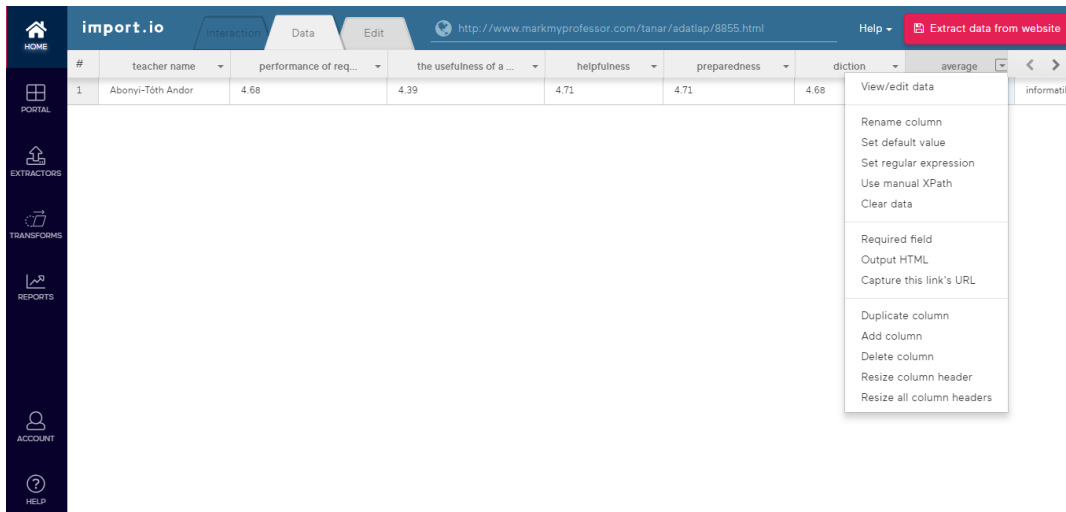 HOME
import.io
Interaction
Data
Edit
http://www.markmyprofessor.com/tanar/adatlap/8855.html
Help
Extract data from website
#
teacher name
performance of req...
the usefulness of a ...
helpfulness
preparedness
diction
average
1
Abonyi-Tóth Andor
4.68
4.39
4.71
4.71
4.68
informatil
View/edit data
Rename column
Set default value
Set regular expression
Use manual XPath
Clear data
Required field
Output HTML
Capture this link's URL
Duplicate column
Add column
Delete column
Resize column header
Resize all column headers
PORTAL
EXTRACTORS
TRANSFORMS
REPORTS
ACCOUNT
?
HELP